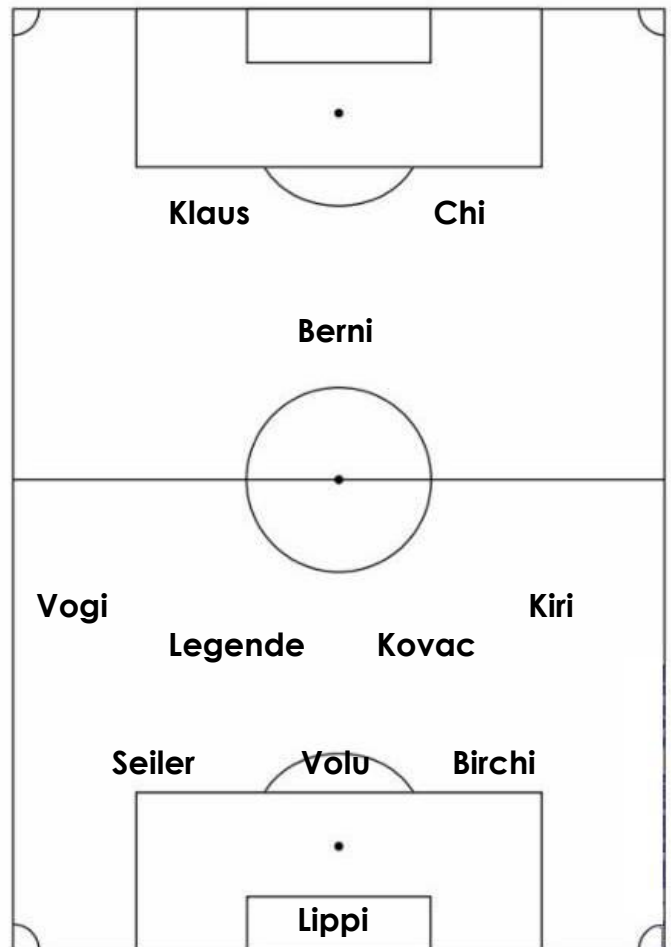 Klaus Chi
Berni
Vogi Kiri
Legende Kovac
Seiler Volu Birchi
Lippi